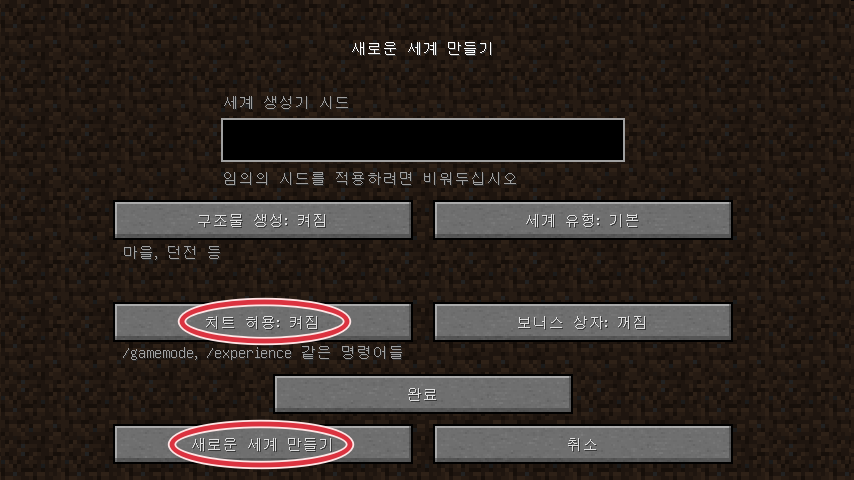 새로운 세계 만들기
세계 생성기 시드
임의의 시드를 적용하려면 비워두십시오
구조물 생성: 켜짐
세계 유형: 기본
마을, 던전 등
치트 허용: 켜짐
보너스 상자: 꺼짐
/gamemode, /experience 같은 명령어들
완료
새로운 세계 만들기
취소